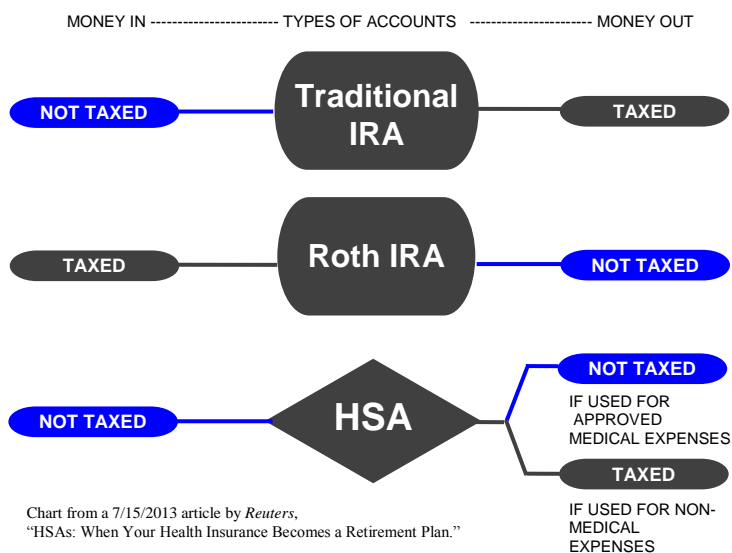 MONEY IN ----------------------- TYPES OF ACCOUNTS ---------------------- MONEY OUT
Traditional
IRA
NOT TAXED
TAXED
Roth IRA
TAXED
NOT TAXED
HSA
NOT TAXED
NOT TAXED
IF USED FOR
APPROVED
MEDICAL EXPENSES
TAXED
IF USED FOR NON-
MEDICAL
EXPENSES
Chart from a 7/15/2013 article by Reuters,
“HSAs: When Your Health Insurance Becomes a Retirement Plan.”